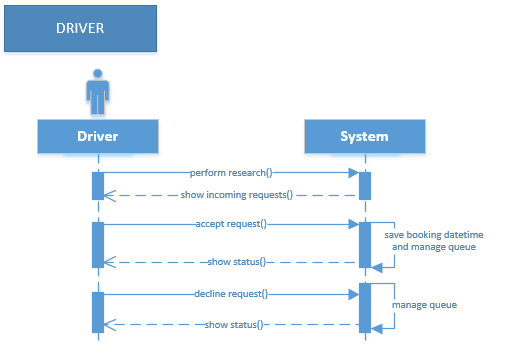 DRIVER
Driver
System
perform research()
show incoming requests()
accept request()
save booking datetime
and manage queue
show status()
decline request()
manage queue
show status()